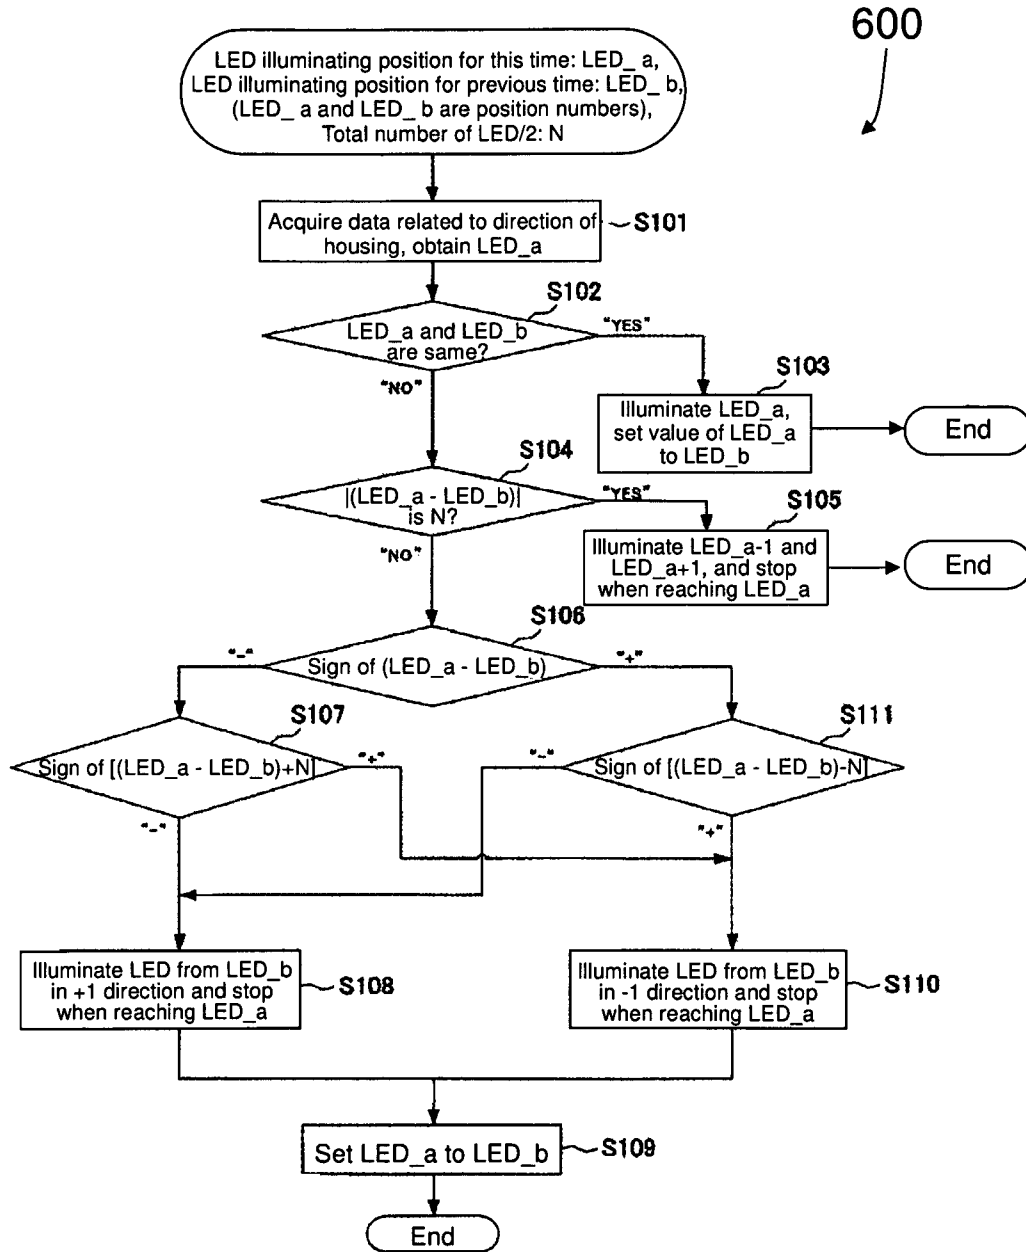 600
LED illuminating position for this time: LED_ a,
LED illuminating position for previous time: LED_ b,
(LED_ a and LED_ b are position numbers),
Total number of LED/2: N
Acquire data related to direction of
housing, obtain LED_a
S101
S102
LED_a and LED_b
are same?
"YES"
"NO"
S103
Illuminate LED_a,
set value of LED_a
to LED_b
End
S104
|(LED_a - LED_b)|
is N?
"YES"
"NO"
S105
Illuminate LED_a-1 and
LED_a+1, and stop
when reaching LED_a
End
S106
Sign of (LED_a - LED_b)
"-"
"+"
S107
Sign of [(LED_a - LED_b)+N]
"+"
"-"
S111
Sign of [(LED_a - LED_b)-N]
"-"
"+"
Illuminate LED from LED_b
in +1 direction and stop
when reaching LED_a
S108
Illuminate LED from LED_b
in -1 direction and stop
when reaching LED_a
S110
Set LED_a to LED_b
S109
End